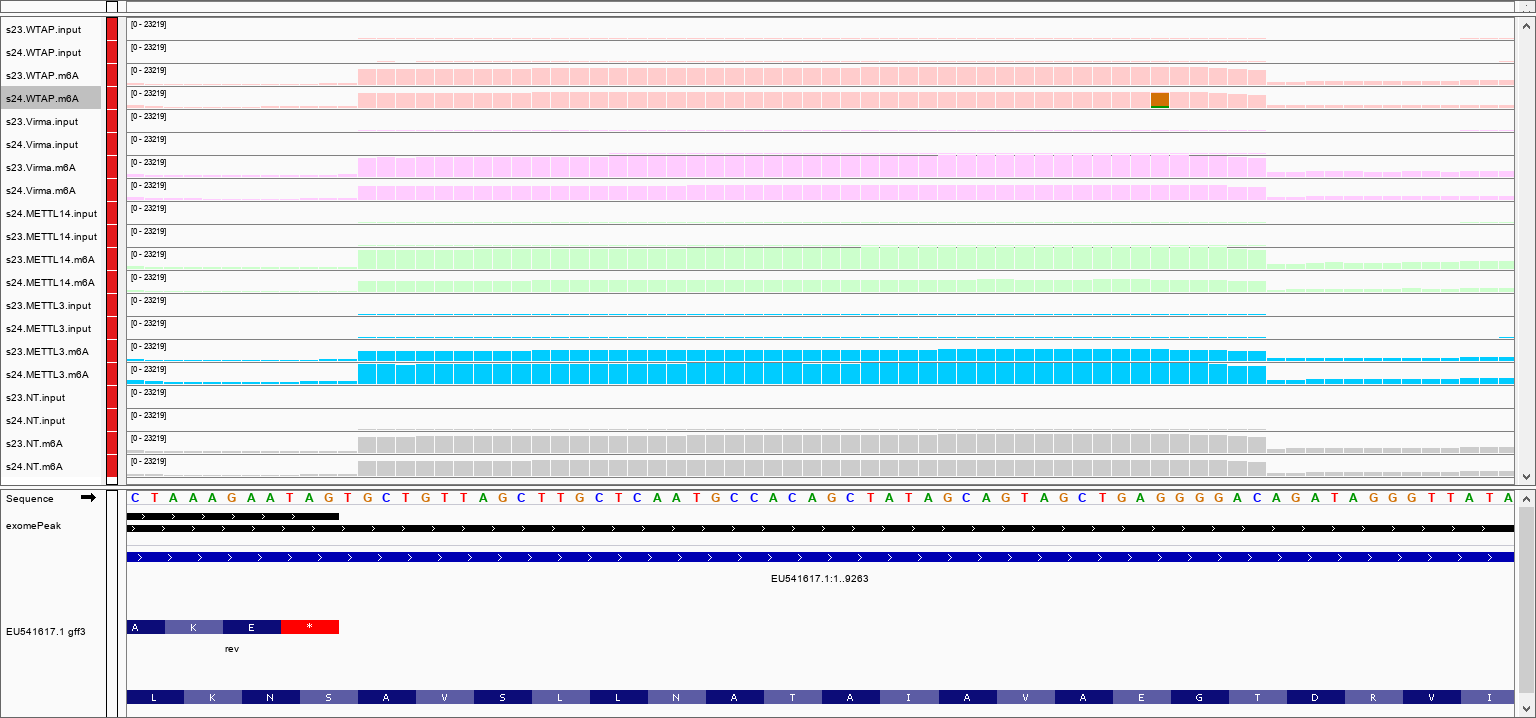 s23.WTAP.input [0 - 23219]
s24.WTAP.input [0 - 23219]
s23.WTAP.m6A [0 - 23219]
s24.WTAP.m6A [0 - 23219]
s23.Virma.input [0 - 23219]
s24.Virma.input [0 - 23219]
s23.Virma.m6A [0 - 23219]
s24.Virma.m6A [0 - 23219]
s24.METTL14.input [0 - 23219]
s23.METTL14.input [0 - 23219]
s23.METTL14.m6A [0 - 23219]
s24.METTL14.m6A [0 - 23219]
s23.METTL3.input [0 - 23219]
s24.METTL3.input [0 - 23219]
s23.METTL3.m6A [0 - 23219]
s24.METTL3.m6A [0 - 23219]
s23.NT.input [0 - 23219]
s24.NT.input [0 - 23219]
s23.NT.m6A [0 - 23219]
s24.NT.m6A [0 - 23219]
Sequence C T A A A G A A T A G T G C T G T T A G C T T G C T C A A T G C C A C A G C T A T A G C A G T A G C T G A G G G G A C A G A T A G G G T T A T A
exomePeak
EU541617.1:1..9263
EU541617.1 gff3
A K E *
rev
L K N S A V S L L N A T A I A V A E G T D R V I